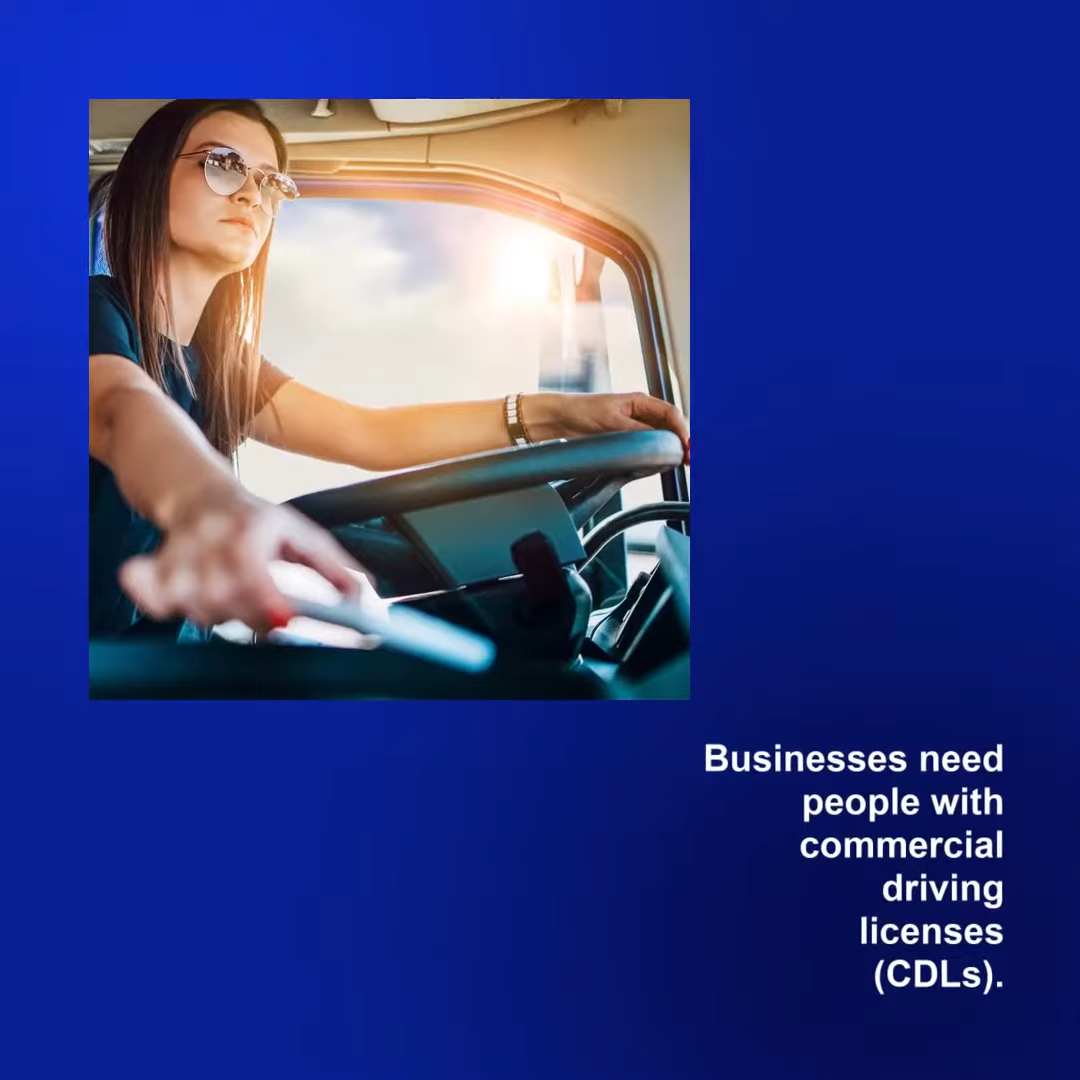 Businesses need
people with
commercial
driving
licenses
(CDLs).